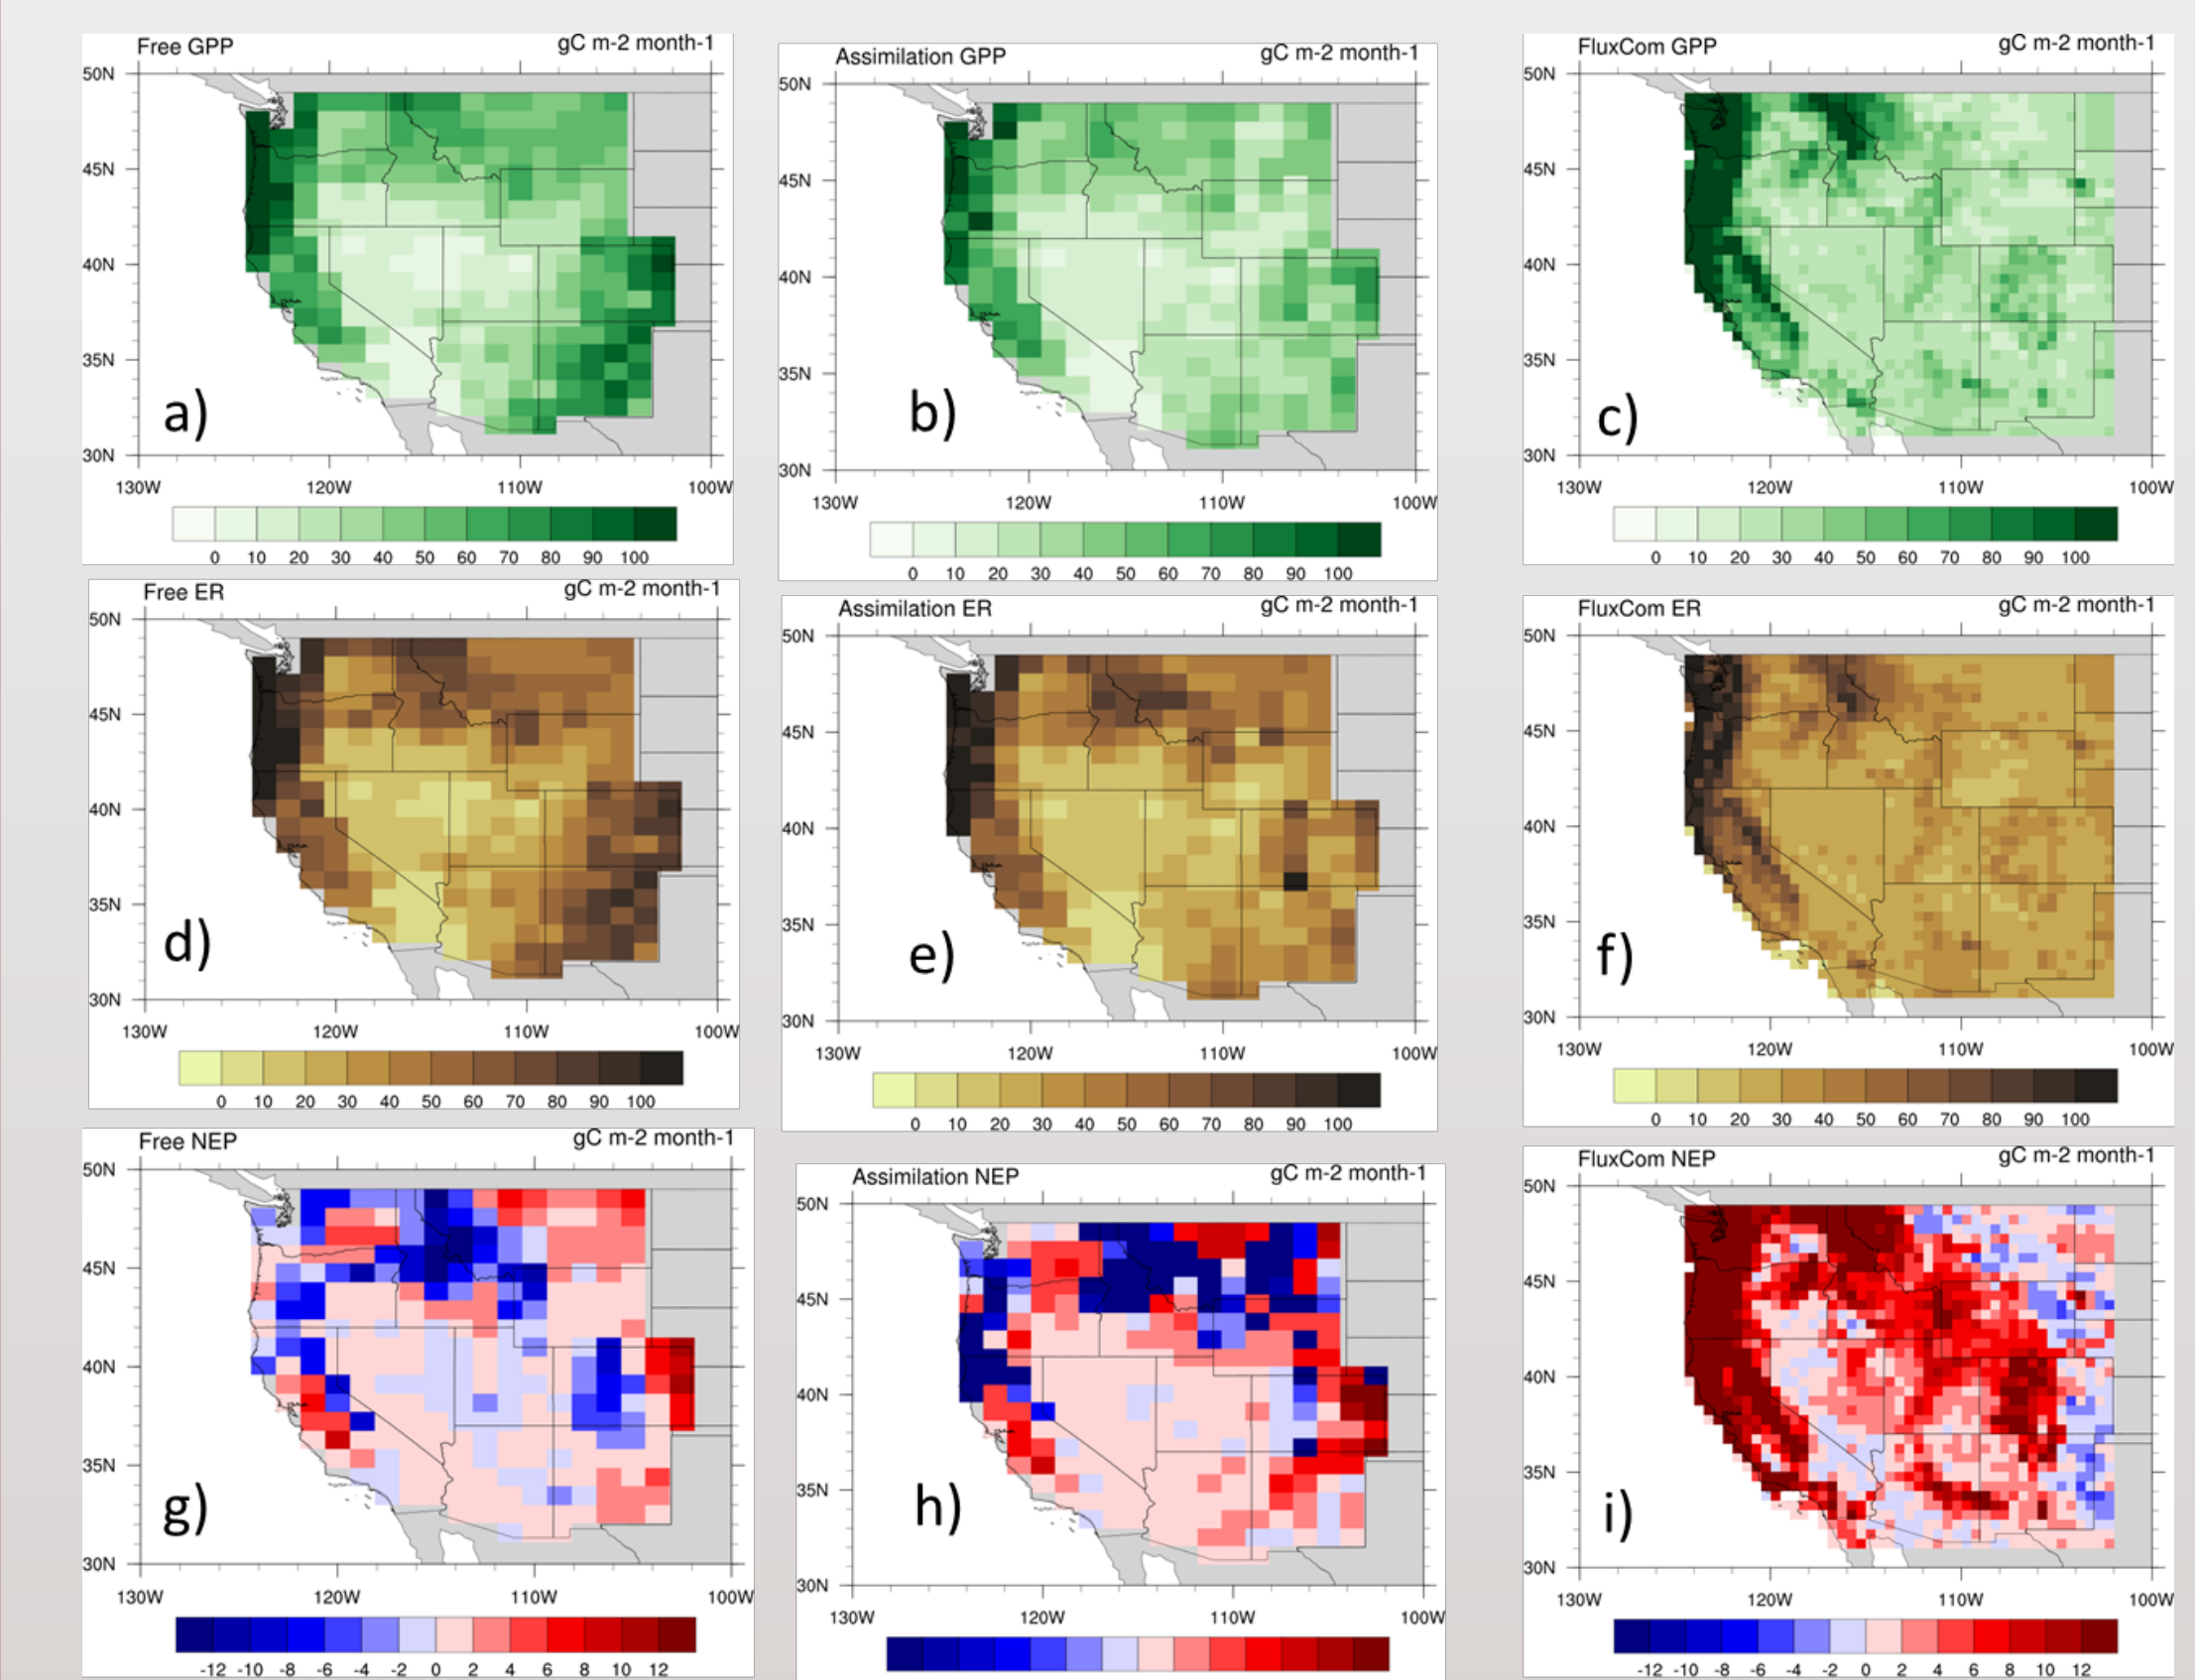 Free GPP gC m-2 month-1
50N
45N
40N
35N
30N
130W 120W 110W 100W
0 10 20 30 40 50 60 70 80 90 100
a)
Assimilation GPP gC m-2 month-1
50N
45N
40N
35N
30N
130W 120W 110W 100W
0 10 20 30 40 50 60 70 80 90 100
b)
FluxCom GPP gC m-2 month-1
50N
45N
40N
35N
30N
130W 120W 110W 100W
0 10 20 30 40 50 60 70 80 90 100
c)
Free ER gC m-2 month-1
50N
45N
40N
35N
30N
130W 120W 110W 100W
0 10 20 30 40 50 60 70 80 90 100
d)
Assimilation ER gC m-2 month-1
50N
45N
40N
35N
30N
130W 120W 110W 100W
0 10 20 30 40 50 60 70 80 90 100
e)
FluxCom ER gC m-2 month-1
50N
45N
40N
35N
30N
130W 120W 110W 100W
0 10 20 30 40 50 60 70 80 90 100
f)
Free NEP gC m-2 month-1
50N
45N
40N
35N
30N
130W 120W 110W 100W
-12 -10 -8 -6 -4 -2 0 2 4 6 8 10 12
g)
Assimilation NEP gC m-2 month-1
50N
45N
40N
35N
30N
130W 120W 110W 100W
h)
FluxCom NEP gC m-2 month-1
50N
45N
40N
35N
30N
130W 120W 110W 100W
-12 -10 -8 -6 -4 -2 0 2 4 6 8 10 12
i)